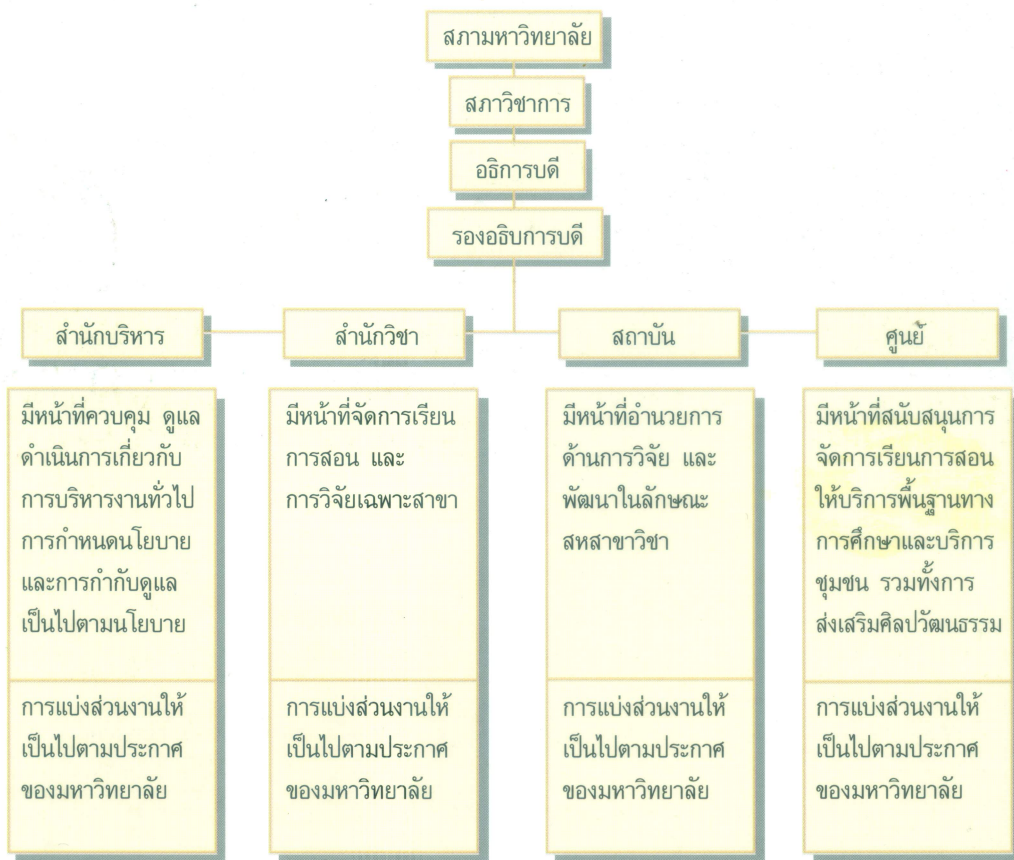 สภามหาวิทยาลัย
สภาวิชาการ
อธิการบดี
รองอธิบการบดี
สำนักบริหาร
สำนักวิชา
สถาบัน
ศูนย์
มีหน้าที่ควบคุม ดูแล
ดำเนินการเกี่ยวกับ
การบริหารงานทั่วไป
การกำหนดนโยบาย
และการกำกับดูแล
เป็นไปตามนโยบาย
การแบ่งส่วนงานให้
เป็นไปตามประกาศ
ของมหาวิทยาลัย
มีหน้าที่จัดการเรียน
การสอน และ
การวิจัยเฉพาะสาขา
การแบ่งส่วนงานให้
เป็นไปตามประกาศ
ของมหาวิทยาลัย
มีหน้าที่อำนวยการ
ด้านการวิจัย และ
พัฒนาในลักษณะ
สหสาขาวิชา
การแบ่งส่วนงานให้
เป็นไปตามประกาศ
ของมหาวิทยาลัย
มีหน้าที่สนับสนุนการ
จัดการเรียนการสอน
ให้บริการพื้นฐานทาง
การศึกษาและบริการ
ชุมชน รวมทั้งการ
ส่งเสริมศิลปวัฒนธรรม
การแบ่งส่วนงานให้
เป็นไปตามประกาศ
ของมหาวิทยาลัย